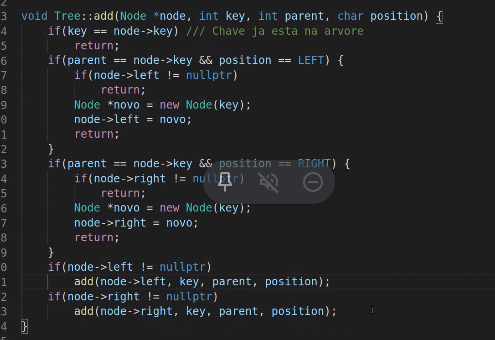 2
3 void Tree::add(Node *node, int key, int parent, char position) {
4 if(key == node->key) /// Chave ja esta na arvore
5 return;
6 if(parent == node->key && position == LEFT) {
7 if(node->left != nullptr)
8 return;
9 Node *novo = new Node(key);
0 node->left = novo;
1 return;
2 }
3 if(parent == node->key && position == RIGHT) {
4 if(node->right != nullptr)
5 return;
6 Node *novo = new Node(key);
7 node->right = novo;
8 return;
9 }
0 if(node->left != nullptr)
1 add(node->left, key, parent, position);
2 if(node->right != nullptr)
3 add(node->right, key, parent, position);
4 }